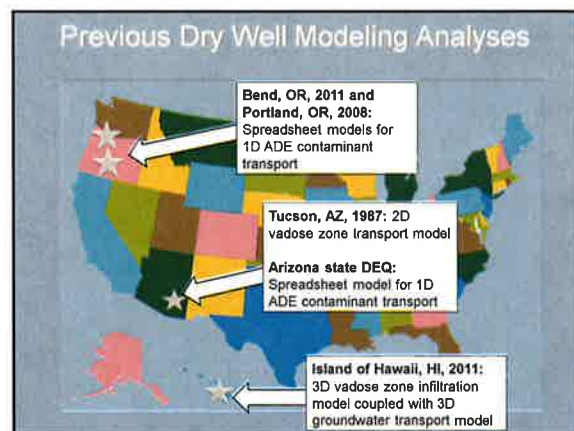 Previous Dry Well Modeling Analyses
Bend, OR, 2011 and
Portland, OR, 2008:
Spreadsheet models for
1D ADE contaminant
transport
Tucson, AZ, 1987: 2D
vadose zone transport model
Arizona state DEQ:
Spreadsheet model for 1D
ADE contaminant transport
Island of Hawaii, HI, 2011:
3D vadose zone infiltration
model coupled with 3D
groundwater transport model